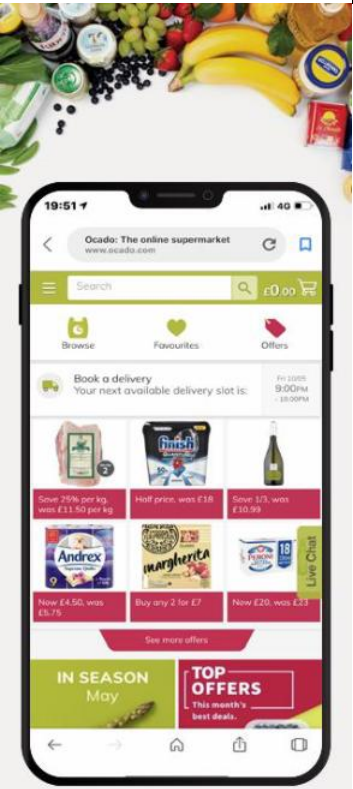 19:51
4G
Ocado: The online supermarket
www.ocado.com
Search
£0.00
Browse
Favourites
Offers
Book a delivery
Your next available delivery slot is:
Fri 10/05
9:00PM
- 10:00PM
finish
Save 25% per kg, was £11.50 per kg
Half price, was £18
Save 1/3, was £10.99
Andrex
9
margherita
PERONI
18
Live Chat
Now £4.50, was £5.75
Buy any 2 for £7
Now £20, was £23
See more offers
IN SEASON
May
TOP
OFFERS
This month's
best deals.